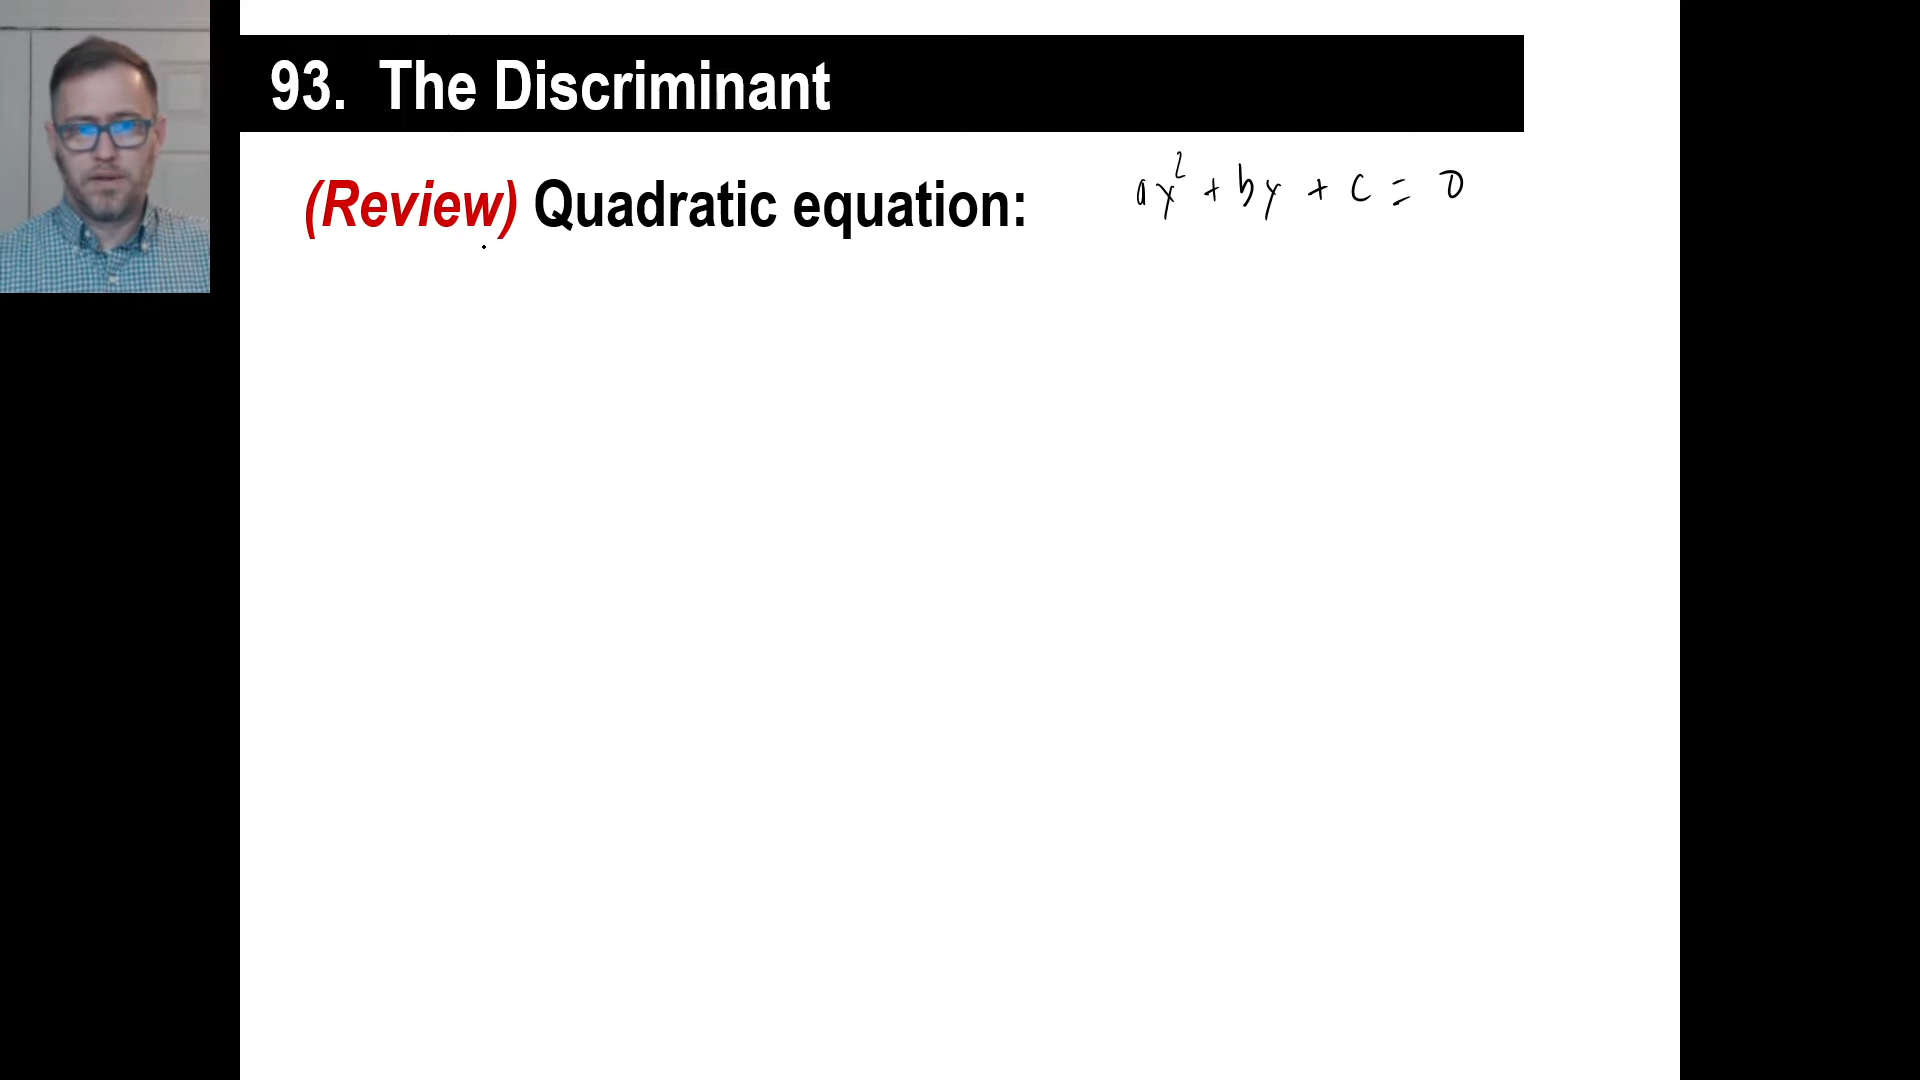 93. The Discriminant
(Review) Quadratic equation: ax² + bx + c = 0